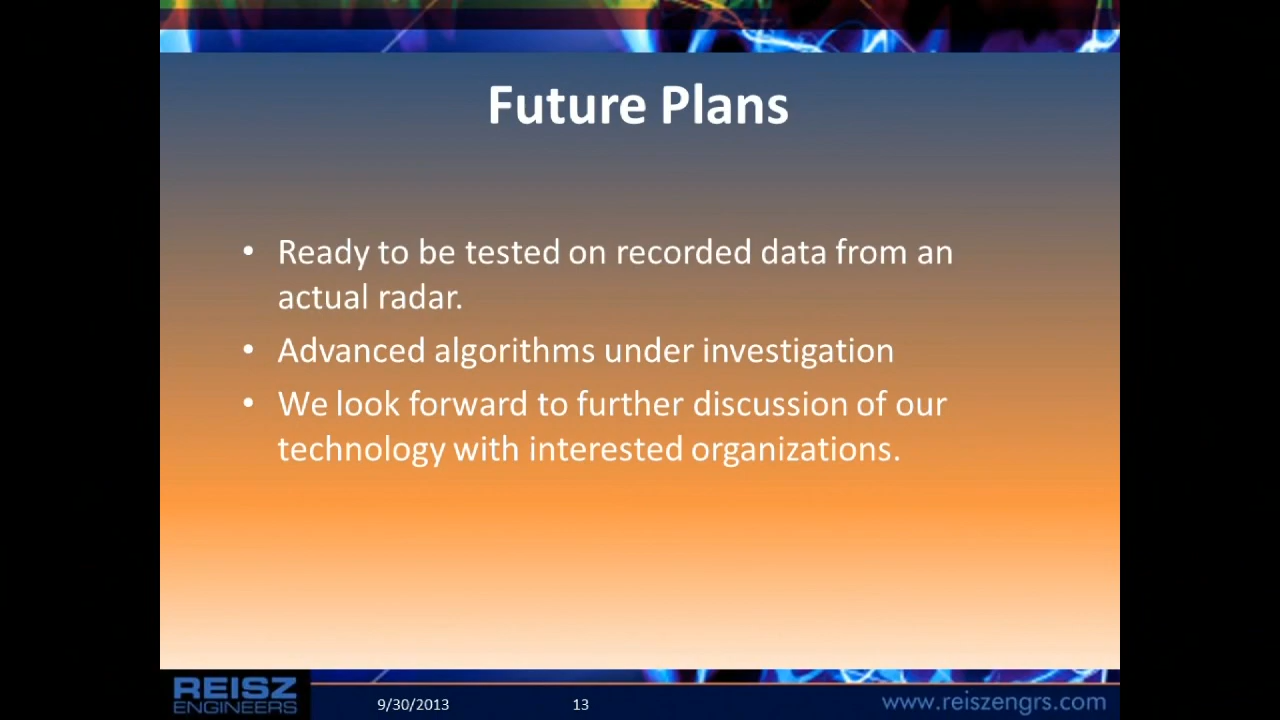 Future Plans
• Ready to be tested on recorded data from an
actual radar.
• Advanced algorithms under investigation
• We look forward to further discussion of our
technology with interested organizations.
REISZ
ENGINEERS
9/30/2013
13
www.reiszengrs.com